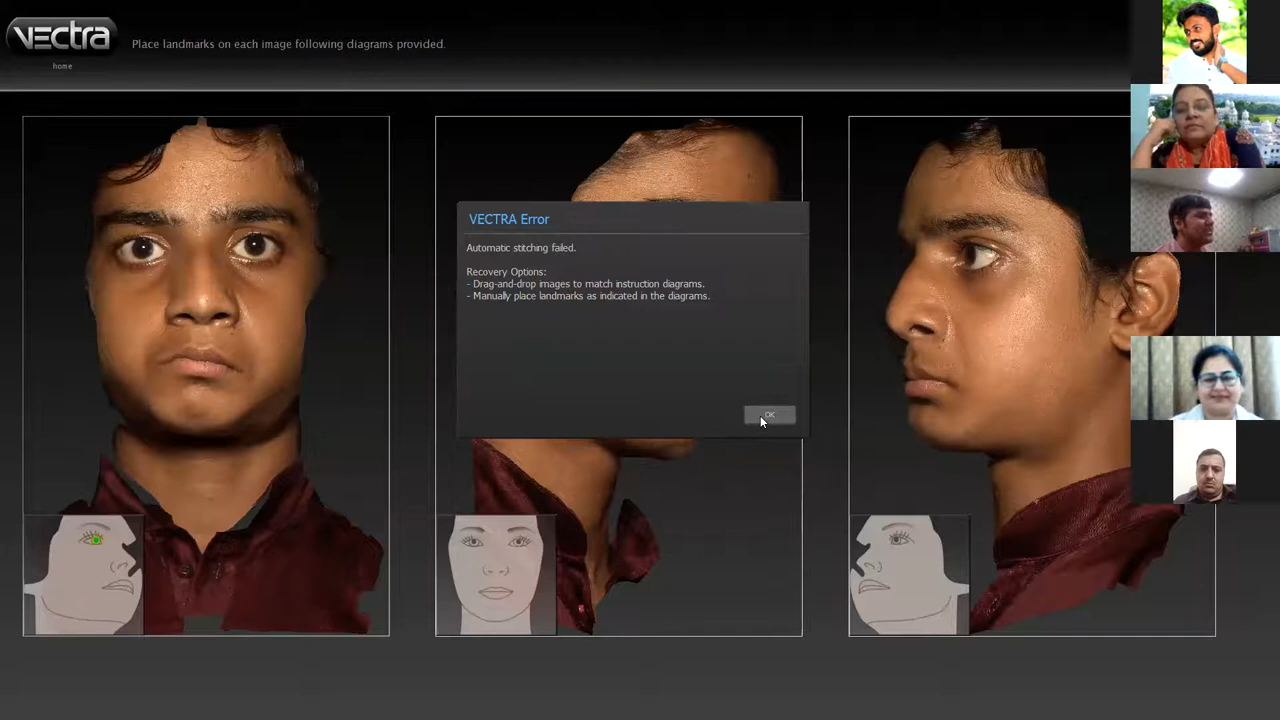 vectra
Place landmarks on each image following diagrams provided.
home
VECTRA Error
Automatic stitching failed.
Recovery Options:
- Drag-and-drop images to match instruction diagrams.
- Manually place landmarks as indicated in the diagrams.
OK